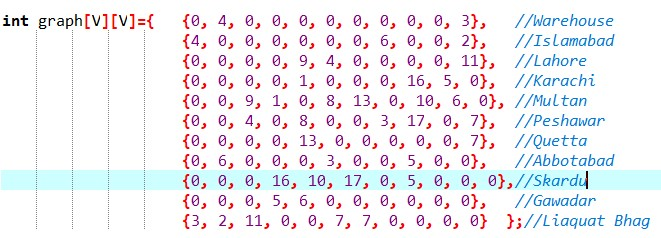 int graph[V][V]={ {0, 4, 0, 0, 0, 0, 0, 0, 0, 0, 3}, //Warehouse
{4, 0, 0, 0, 0, 0, 0, 6, 0, 0, 2}, //Islamabad
{0, 0, 0, 0, 9, 4, 0, 0, 0, 0, 11}, //Lahore
{0, 0, 0, 0, 1, 0, 0, 0, 16, 5, 0}, //Karachi
{0, 0, 9, 1, 0, 8, 13, 0, 10, 6, 0}, //Multan
{0, 0, 4, 0, 8, 0, 0, 3, 17, 0, 7}, //Peshawar
{0, 0, 0, 0, 13, 0, 0, 0, 0, 0, 7}, //Quetta
{0, 6, 0, 0, 0, 3, 0, 0, 5, 0, 0}, //Abbotabad
{0, 0, 0, 16, 10, 17, 0, 5, 0, 0, 0},//Skardu
{0, 0, 0, 5, 6, 0, 0, 0, 0, 0, 0}, //Gawadar
{3, 2, 11, 0, 0, 7, 7, 0, 0, 0, 0} };//Liaquat Bhag